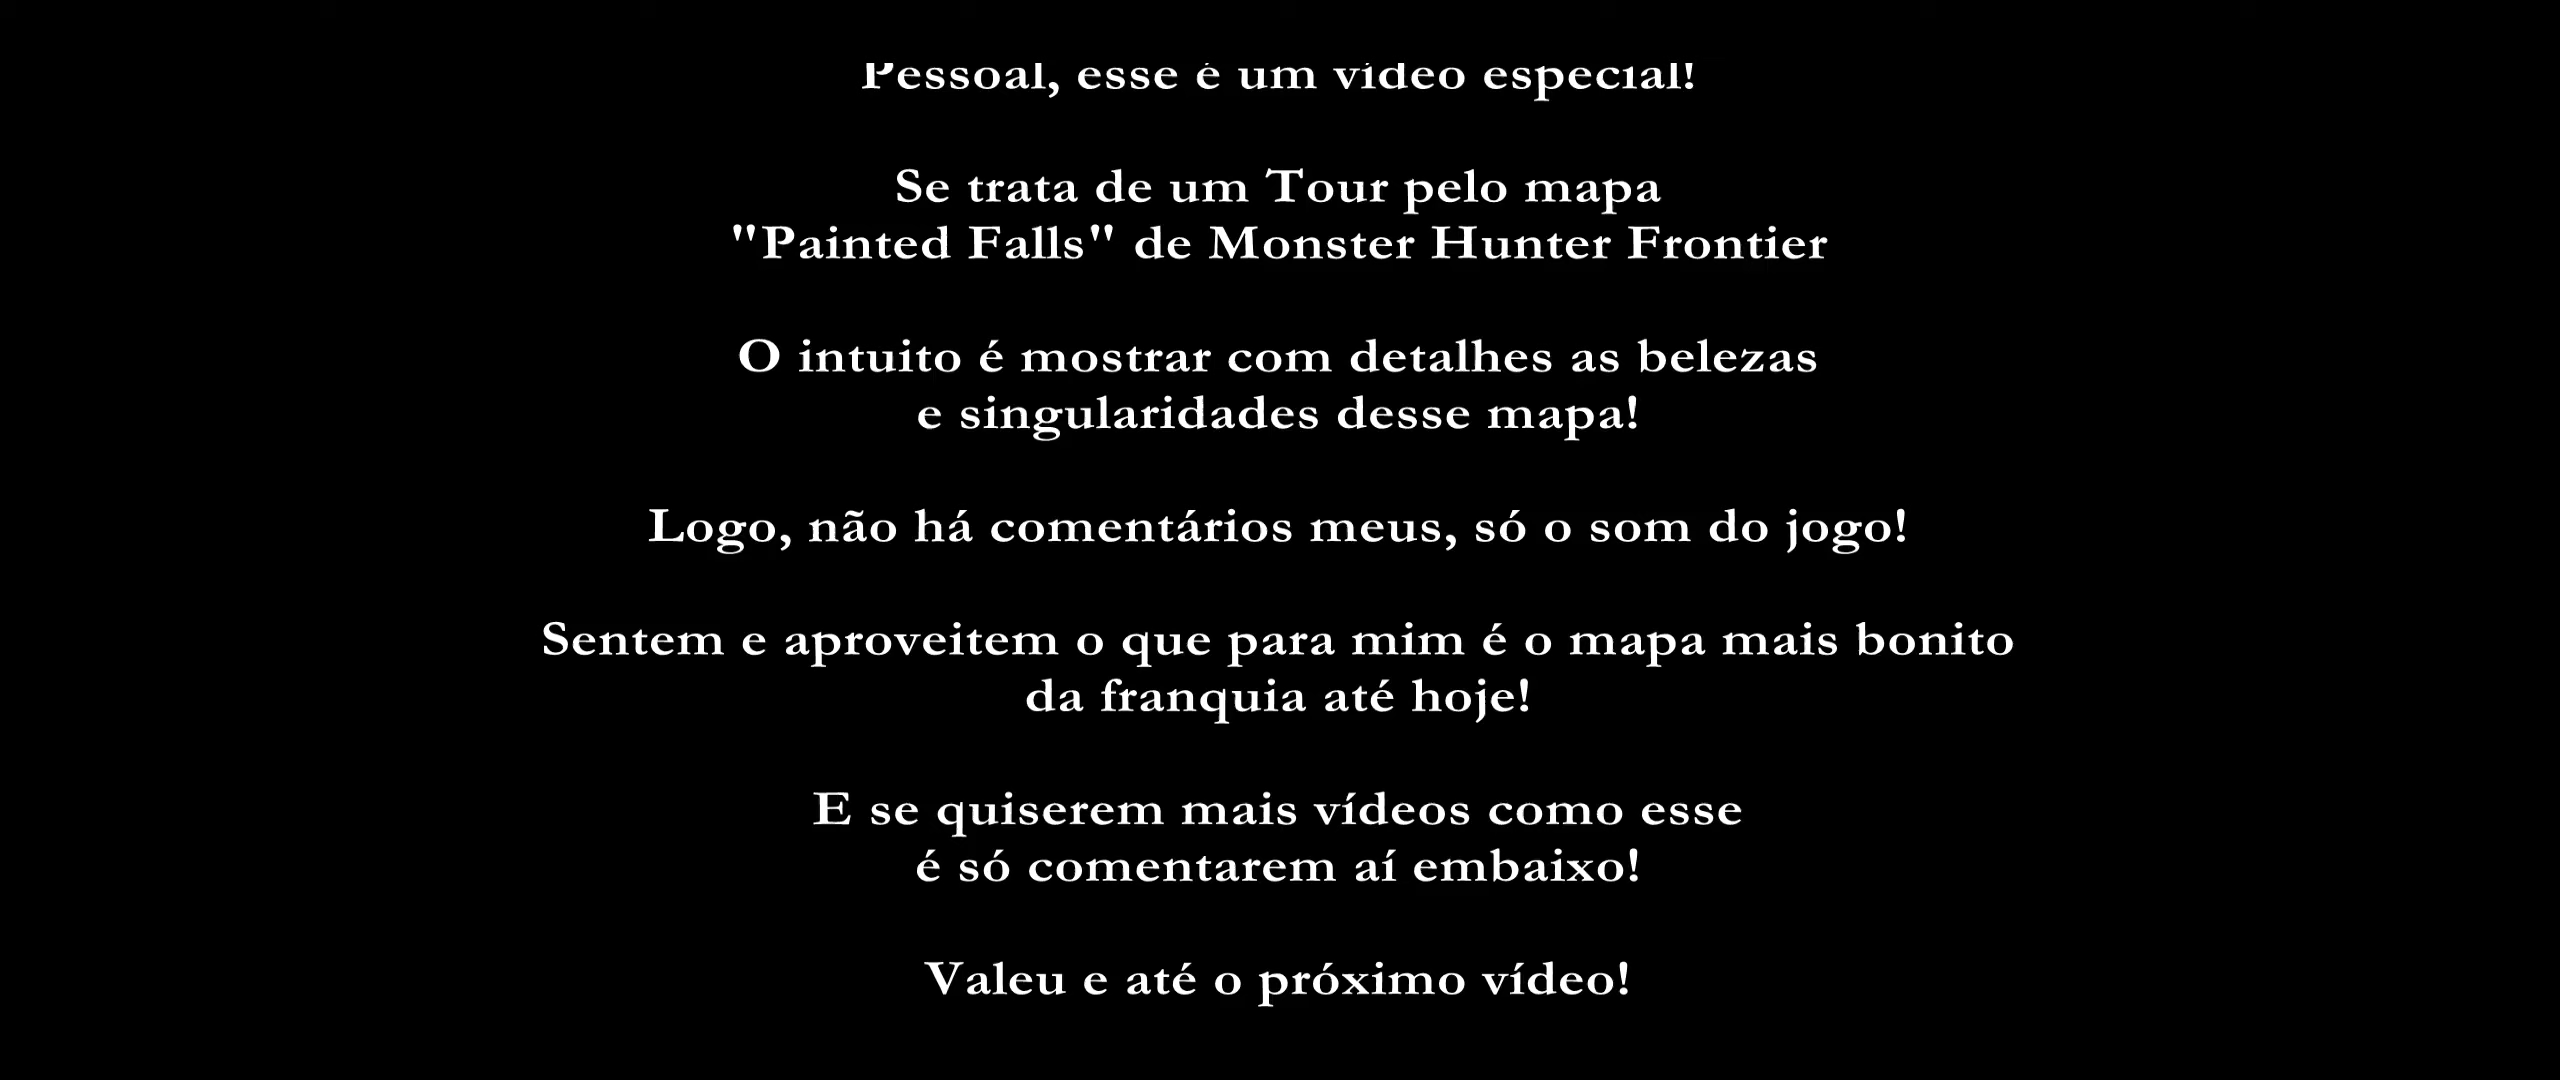 Pessoal, esse é um vídeo especial!
Se trata de um Tour pelo mapa
"Painted Falls" de Monster Hunter Frontier
O intuito é mostrar com detalhes as belezas
e singularidades desse mapa!
Logo, não há comentários meus, só o som do jogo!
Sentem e aproveitem o que para mim é o mapa mais bonito
da franquia até hoje!
E se quiserem mais vídeos como esse
é só comentarem aí embaixo!
Valeu e até o próximo vídeo!